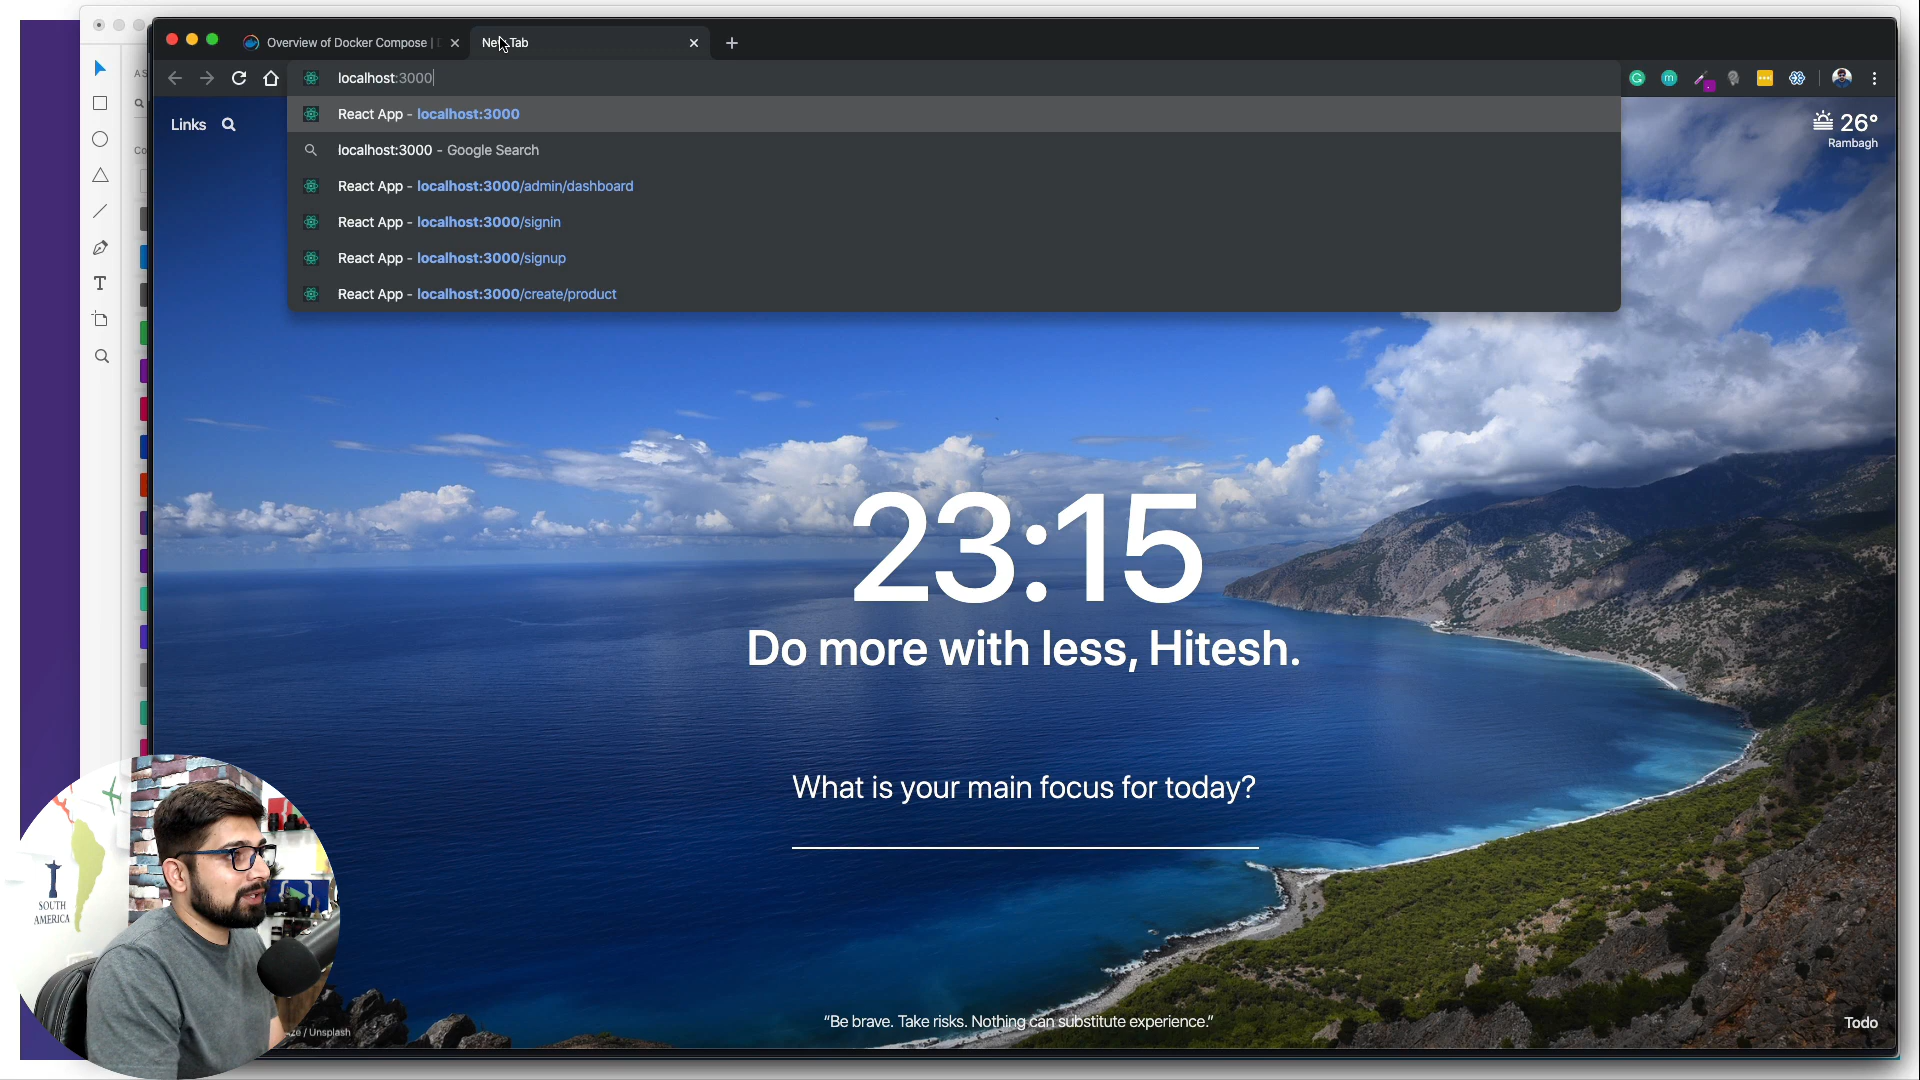 Overview of Docker Compose |
localhost:3000
React App - localhost:3000
localhost:3000 - Google Search
React App - localhost:3000/admin/dashboard
React App - localhost:3000/signin
React App - localhost:3000/signup
React App - localhost:3000/create/product
Links
26°
Rambagh
23:15
Do more with less, Hitesh.
What is your main focus for today?
SOUTH
AMERICA
/ Unsplash
"Be brave. Take risks. Nothing can substitute experience."
Todo